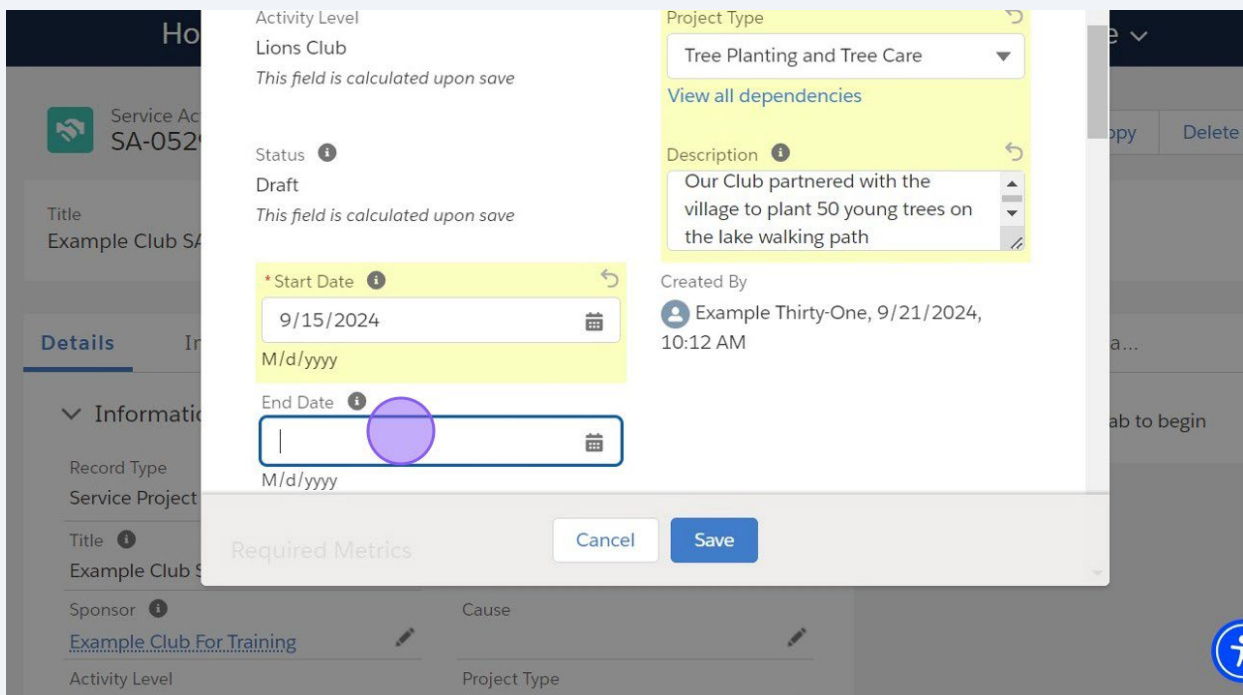 Ho
e
Service Ac
SA-0529
opy
Delete
Title
Example Club SA
Details
In
a...
Informatio
ab to begin
Record Type
Service Project
Title
Example Club S
Sponsor
Example Club For Training
Cause
Activity Level
Project Type
Activity Level
Lions Club
This field is calculated upon save
Status
Draft
This field is calculated upon save
* Start Date
9/15/2024
M/d/yyyy
End Date
M/d/yyyy
Project Type
Tree Planting and Tree Care
View all dependencies
Description
Our Club partnered with the
village to plant 50 young trees on
the lake walking path
Created By
Example Thirty-One, 9/21/2024,
10:12 AM
Required Metrics
Cancel
Save